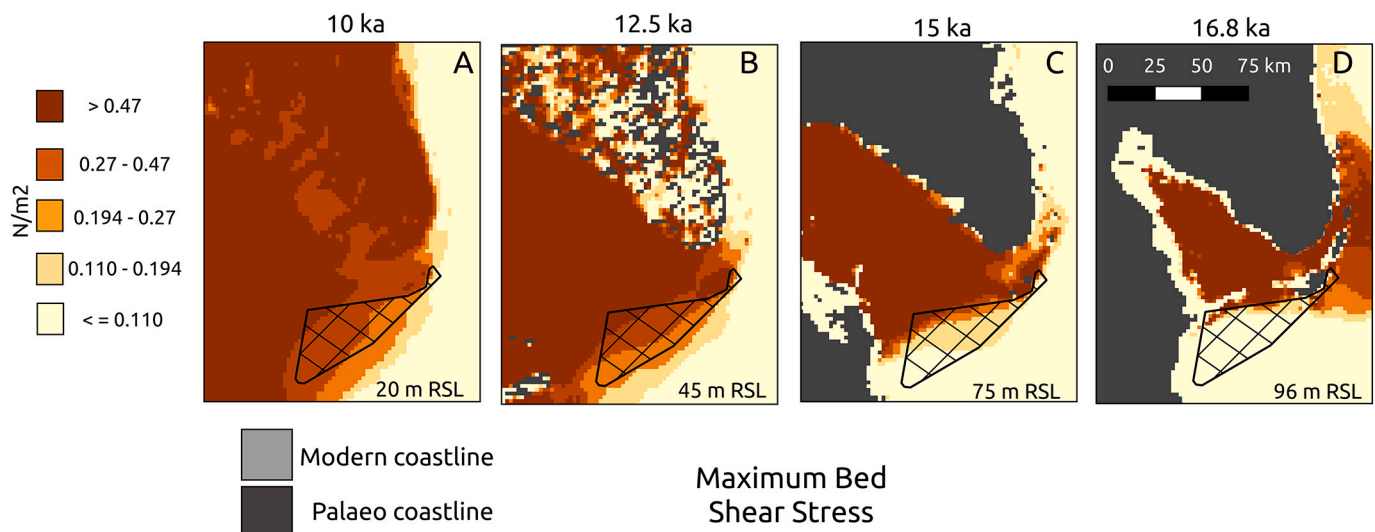 10 ka
12.5 ka
15 ka
16.8 ka
A
B
C
D
0 25 50 75 km
N/m2
> 0.47
0.27 - 0.47
0.194 - 0.27
0.110 - 0.194
< = 0.110
20 m RSL
45 m RSL
75 m RSL
96 m RSL
Modern coastline
Palaeo coastline
Maximum Bed
Shear Stress